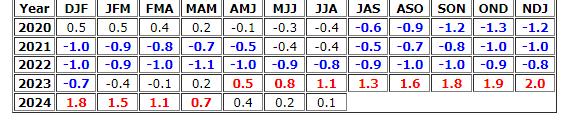 Year DJF JFM FMA MAM AMJ MJJ JJA JAS ASO SON OND NDJ
2020 0.5 0.5 0.4 0.2 -0.1 -0.3 -0.4 -0.6 -0.9 -1.2 -1.3 -1.2
2021 -1.0 -0.9 -0.8 -0.7 -0.5 -0.4 -0.4 -0.5 -0.7 -0.8 -1.0 -1.0
2022 -1.0 -0.9 -1.0 -1.1 -1.0 -0.9 -0.8 -0.9 -1.0 -1.0 -0.9 -0.8
2023 -0.7 -0.4 -0.1 0.2 0.5 0.8 1.1 1.3 1.6 1.8 1.9 2.0
2024 1.8 1.5 1.1 0.7 0.4 0.2 0.1